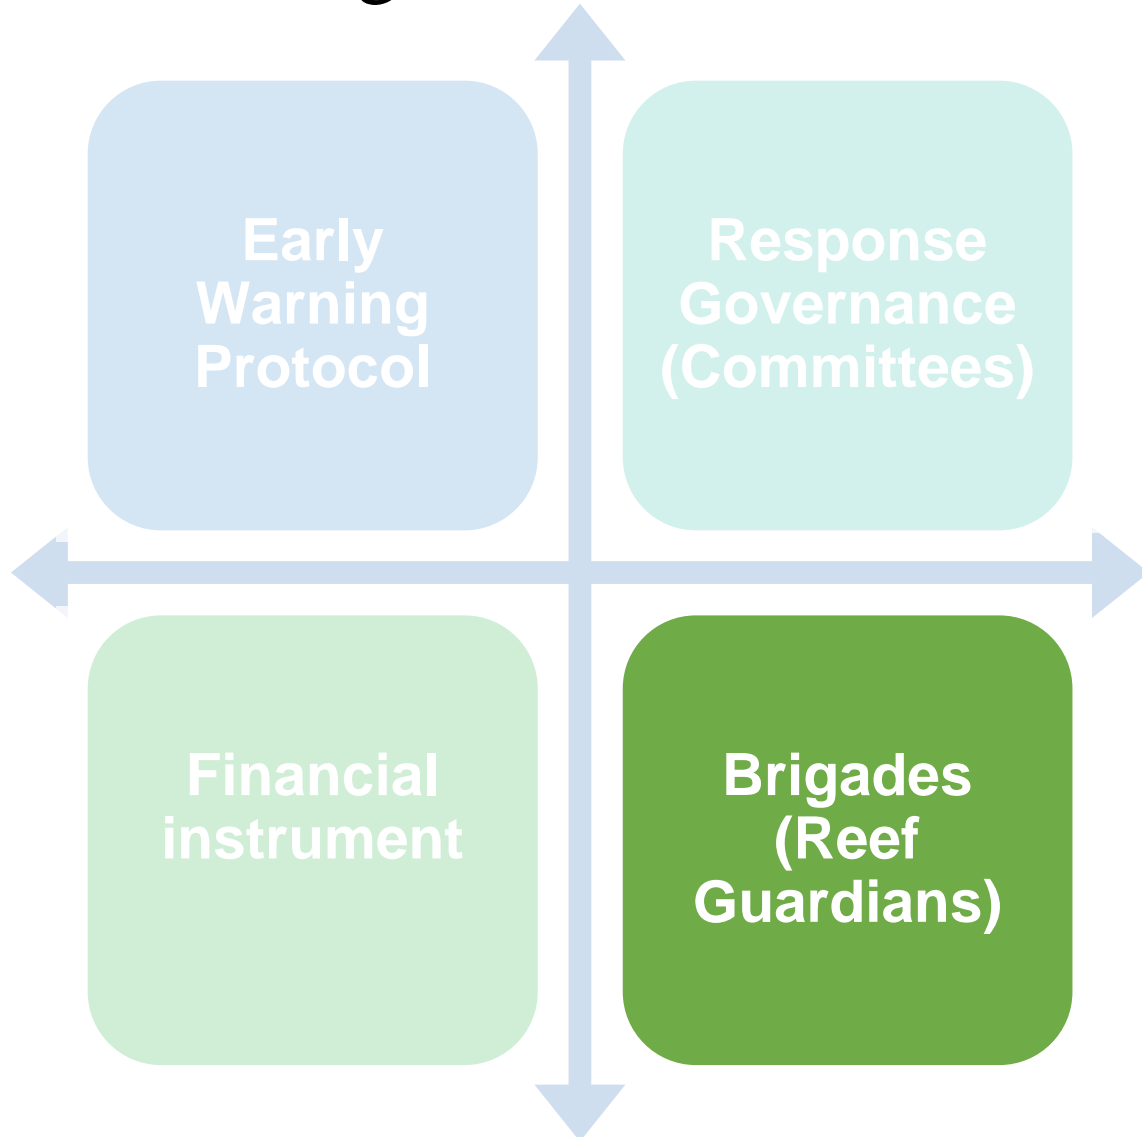 Early
Warning
Protocol
Response
Governance
(Committees)
Financial
instrument
Brigades
(Reef
Guardians)